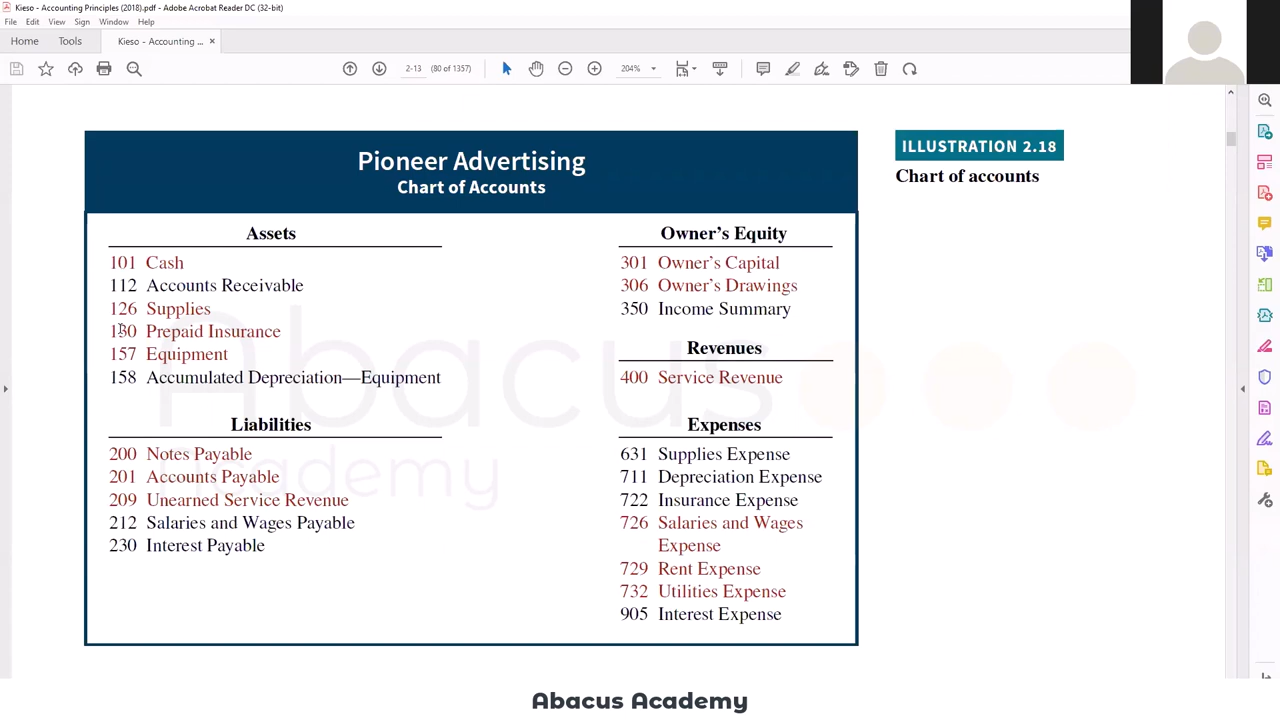 Kieso - Accounting Principles (2018).pdf - Adobe Acrobat Reader DC (32-bit)
File Edit View Sign Window Help
Home Tools Kieso - Accounting ... ×
2-13 (80 of 1357) 204%
Pioneer Advertising
Chart of Accounts
ILLUSTRATION 2.18
Chart of accounts
Assets
101 Cash
112 Accounts Receivable
126 Supplies
130 Prepaid Insurance
157 Equipment
158 Accumulated Depreciation—Equipment
Liabilities
200 Notes Payable
201 Accounts Payable
209 Unearned Service Revenue
212 Salaries and Wages Payable
230 Interest Payable
Owner's Equity
301 Owner's Capital
306 Owner's Drawings
350 Income Summary
Revenues
400 Service Revenue
Expenses
631 Supplies Expense
711 Depreciation Expense
722 Insurance Expense
726 Salaries and Wages
Expense
729 Rent Expense
732 Utilities Expense
905 Interest Expense
Abacus
Academy
Abacus Academy